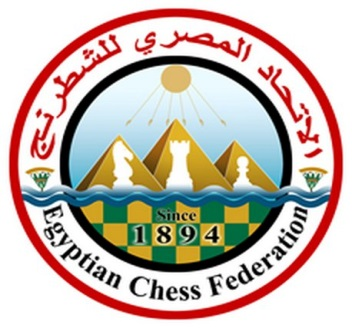 الاتحاد المصري للشطرنج
Since
1894
Egyptian Chess Federation